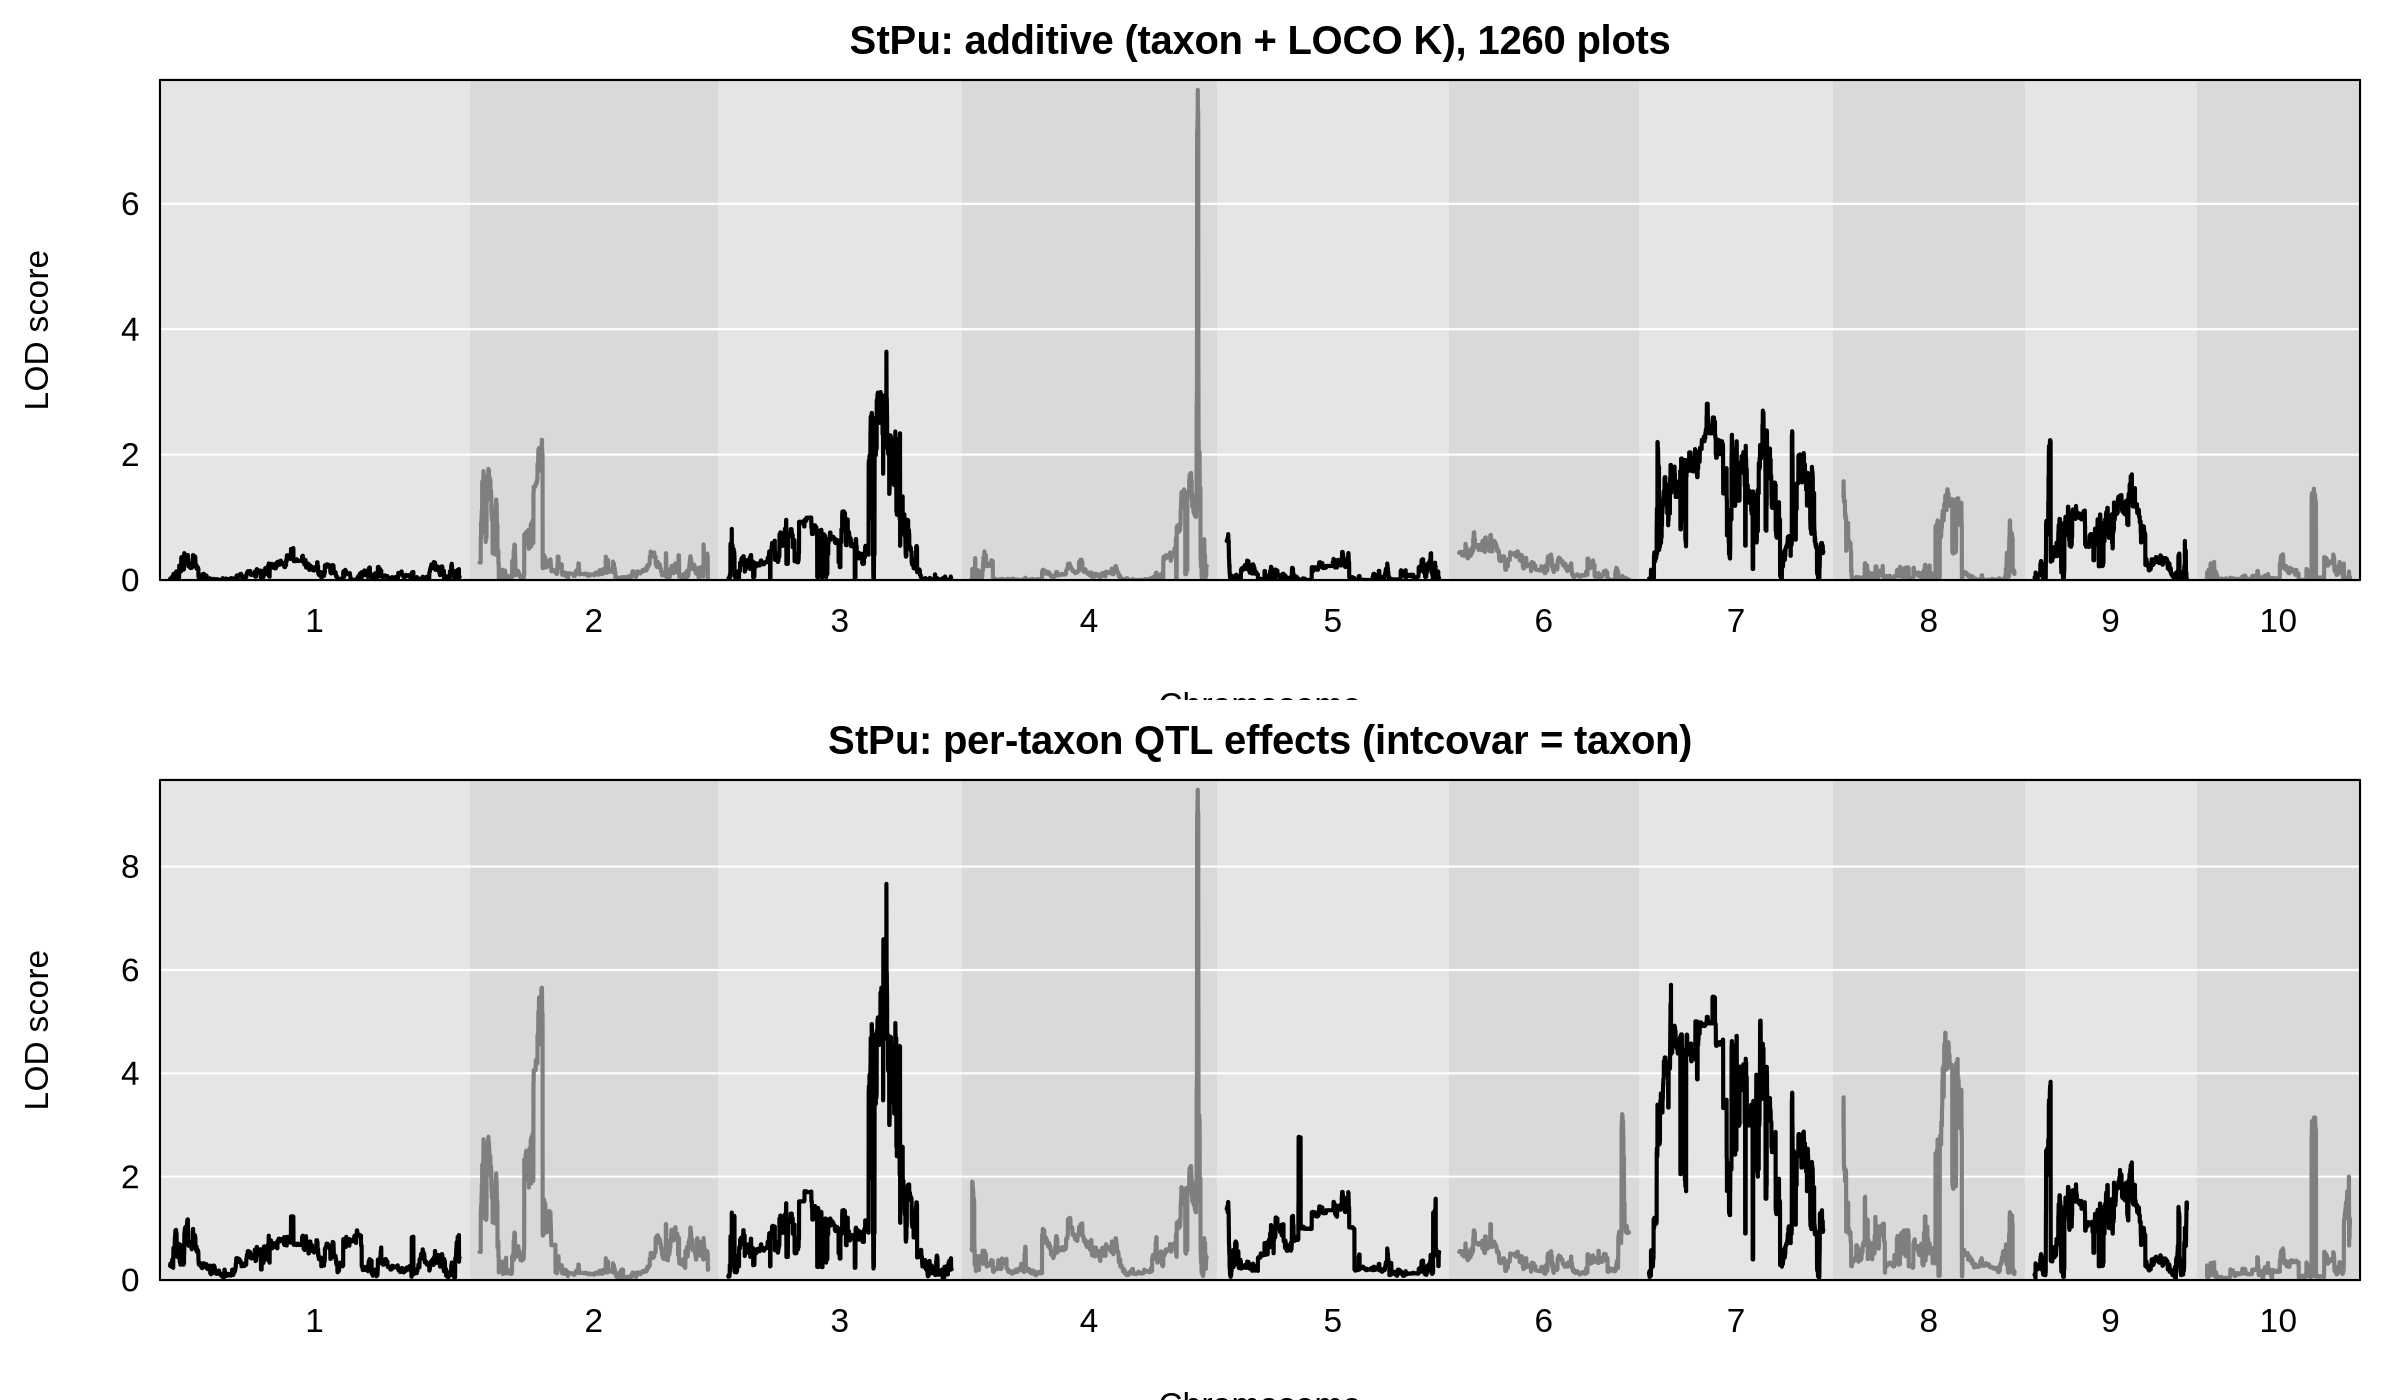 StPu: additive (taxon + LOCO K), 1260 plots
LOD score
6
4
2
0
1 2 3 4 5 6 7 8 9 10
Chromosome
StPu: per-taxon QTL effects (intcovar = taxon)
LOD score
8
6
4
2
0
1 2 3 4 5 6 7 8 9 10
Chromosome